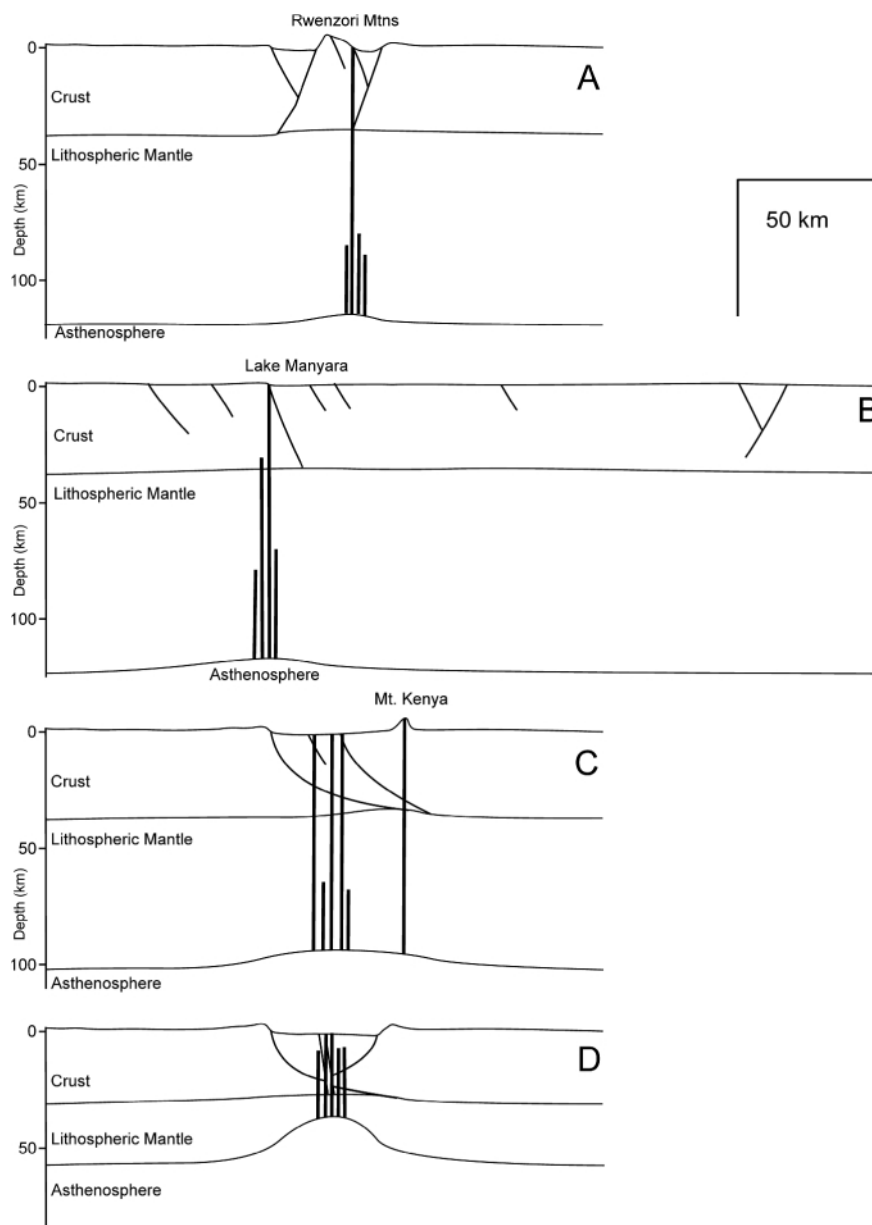 Rwenzori Mtns
0
A
Crust
Lithospheric Mantle
50
50 km
Depth (km)
100
Asthenosphere
Lake Manyara
0
B
Crust
Lithospheric Mantle
50
Depth (km)
100
Asthenosphere
Mt. Kenya
0
C
Crust
Lithospheric Mantle
50
Depth (km)
100
Asthenosphere
0
D
Crust
Lithospheric Mantle
50
Asthenosphere